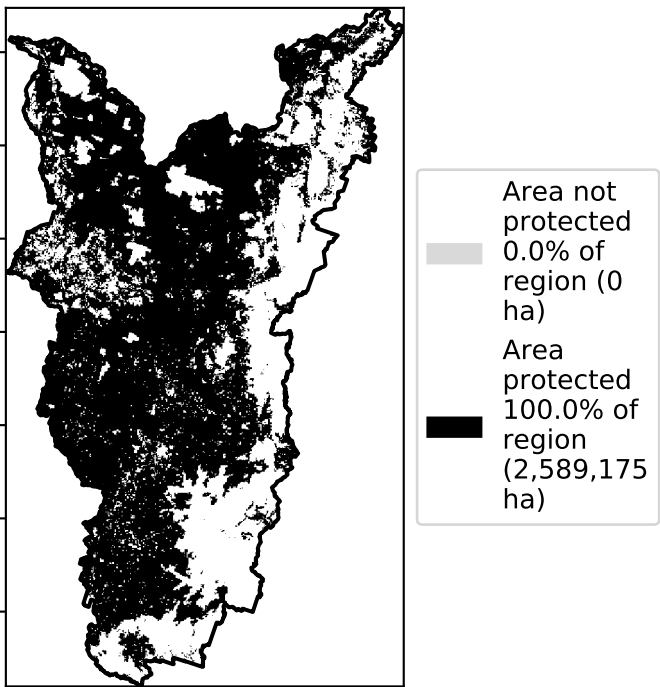 Area not
protected
0.0% of
region (0
ha)
Area
protected
100.0% of
region
(2,589,175
ha)